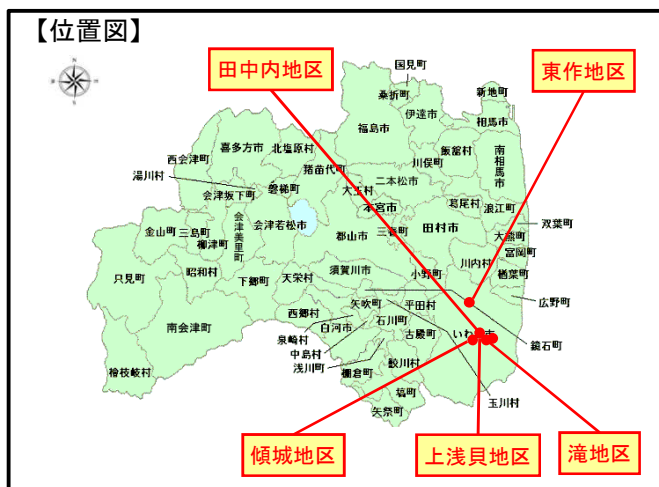 【位置図】
N
田中内地区
東作地区
国見町
桑折町
新地町
伊達市
相馬市
福島市
喜多方市
北塩原村
西会津町
飯舘村
南相馬市
川俣町
猪苗代町
湯川村
磐梯町
二本松市
大玉村
会津坂下町
本宮市
葛尾村
浪江町
会津美里町
双葉町
金山町
三島町
柳津町
会津若松市
郡山市
三春町
田村市
大熊町
富岡町
川内村
楢葉町
昭和村
只見町
下郷町
天栄村
須賀川市
小野町
広野町
矢吹町
平田村
西郷村
石川町
南会津町
白河市
古殿町
いわき市
泉崎村
鏡石町
中島村
浅川町
鮫川村
棚倉町
檜枝岐村
塙町
玉川村
矢祭町
傾城地区
上浅貝地区
滝地区